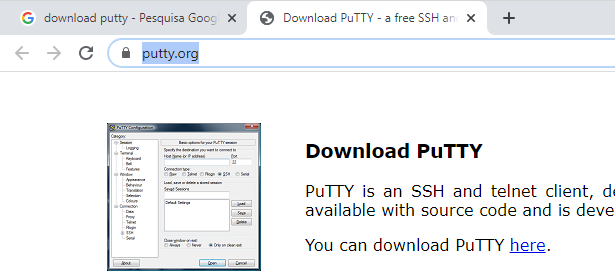 download putty - Pesquisa Goog
Download PuTTY - a free SSH an
putty.org
PuTTY Configuration
Category:
Session
Logging
Terminal
Keyboard
Bell
Features
Window
Appearance
Behaviour
Translation
Selection
Colours
Connection
Data
Proxy
Telnet
Rlogin
SSH
Serial
Basic options for your PuTTY session
Specify the destination you want to connect to
Host Name (or IP address) Port
22
Connection type:
Raw Telnet Rlogin SSH Serial
Load, save or delete a stored session
Saved Sessions
Default Settings
Load
Save
Delete
Close window on exit:
Always Never Only on clean exit
About Open Cancel
Download PuTTY
PuTTY is an SSH and telnet client, de
available with source code and is deve
You can download PuTTY here.